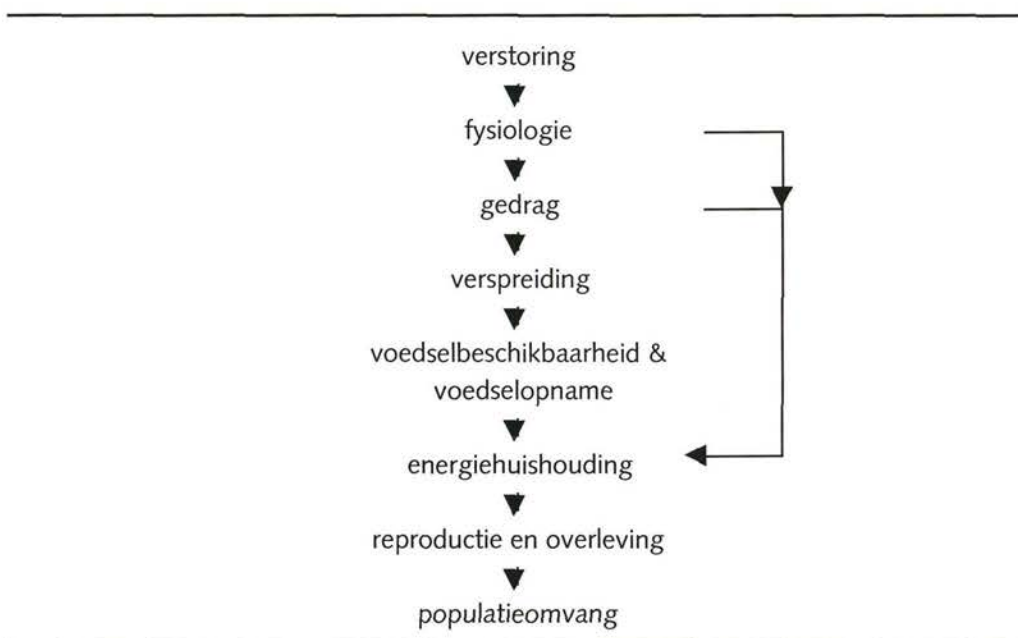 verstoring
fysiologie
gedrag
verspreiding
voedselbeschikbaarheid &
voedselopname
energiehuishouding
reproductie en overleving
populatieomvang